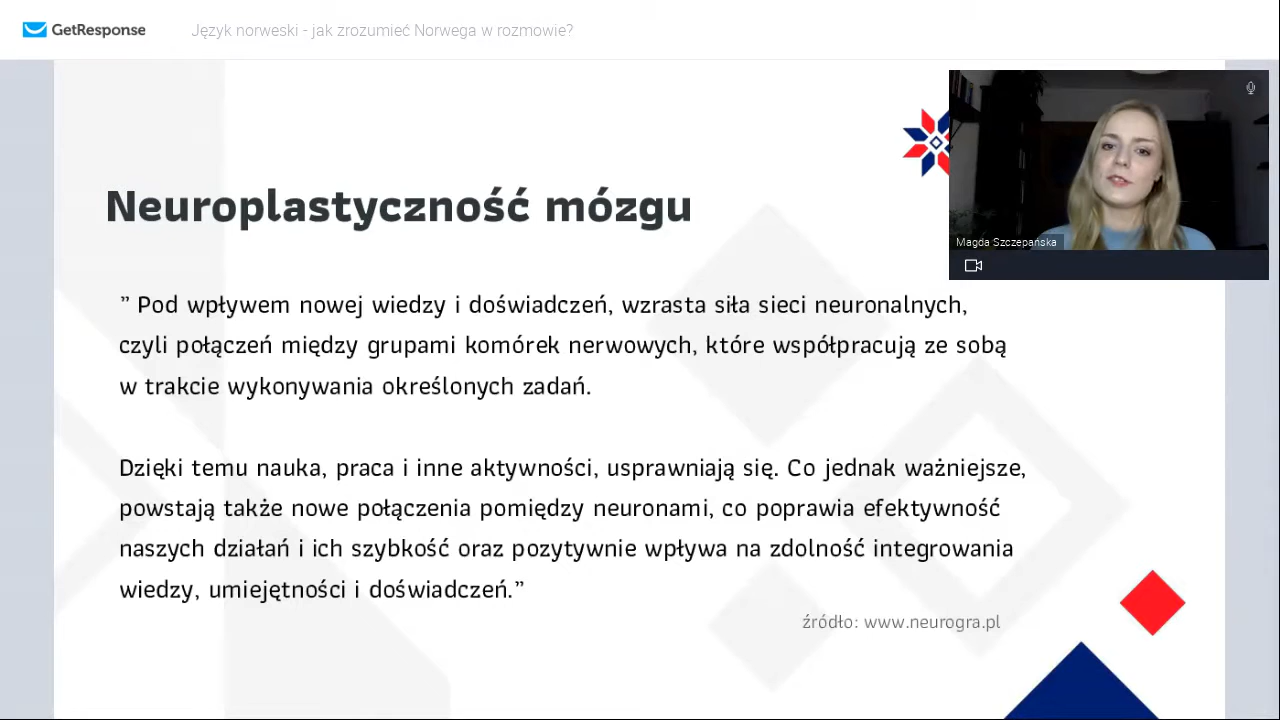 GetResponse
Język norweski - jak zrozumieć Norwega w rozmowie?
Magda Szczepańska
Neuroplastyczność mózgu
” Pod wpływem nowej wiedzy i doświadczeń, wzrasta siła sieci neuronalnych,
czyli połączeń między grupami komórek nerwowych, które współpracują ze sobą
w trakcie wykonywania określonych zadań.
Dzięki temu nauka, praca i inne aktywności, usprawniają się. Co jednak ważniejsze,
powstają także nowe połączenia pomiędzy neuronami, co poprawia efektywność
naszych działań i ich szybkość oraz pozytywnie wpływa na zdolność integrowania
wiedzy, umiejętności i doświadczeń.”
źródło: www.neurogra.pl